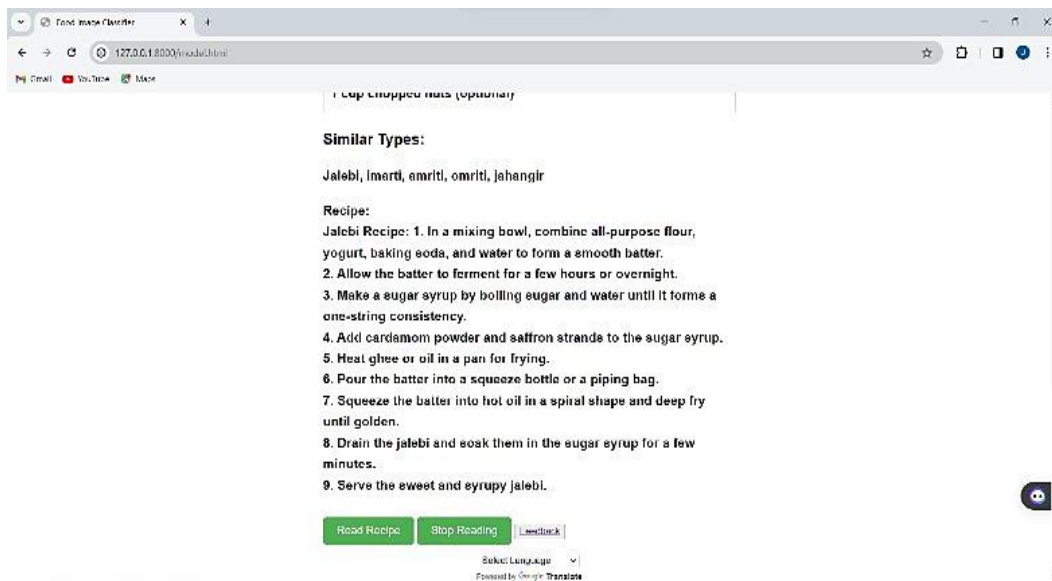 Food Image Classifier
127.0.0.1:8000/model.html
Gmail YouTube Maps
1 cup chopped nuts (optional)
Similar Types:
Jalebi, imarti, amriti, omriti, jahangir
Recipe:
Jalebi Recipe: 1. In a mixing bowl, combine all-purpose flour,
yogurt, baking soda, and water to form a smooth batter.
2. Allow the batter to ferment for a few hours or overnight.
3. Make a sugar syrup by boiling sugar and water until it forms a
one-string consistency.
4. Add cardamom powder and saffron strands to the sugar syrup.
5. Heat ghee or oil in a pan for frying.
6. Pour the batter into a squeeze bottle or a piping bag.
7. Squeeze the batter into hot oil in a spiral shape and deep fry
until golden.
8. Drain the jalebi and soak them in the sugar syrup for a few
minutes.
9. Serve the sweet and syrupy jalebi.
Read Recipe Stop Reading Feedback
Select Language
Powered by Google Translate
J